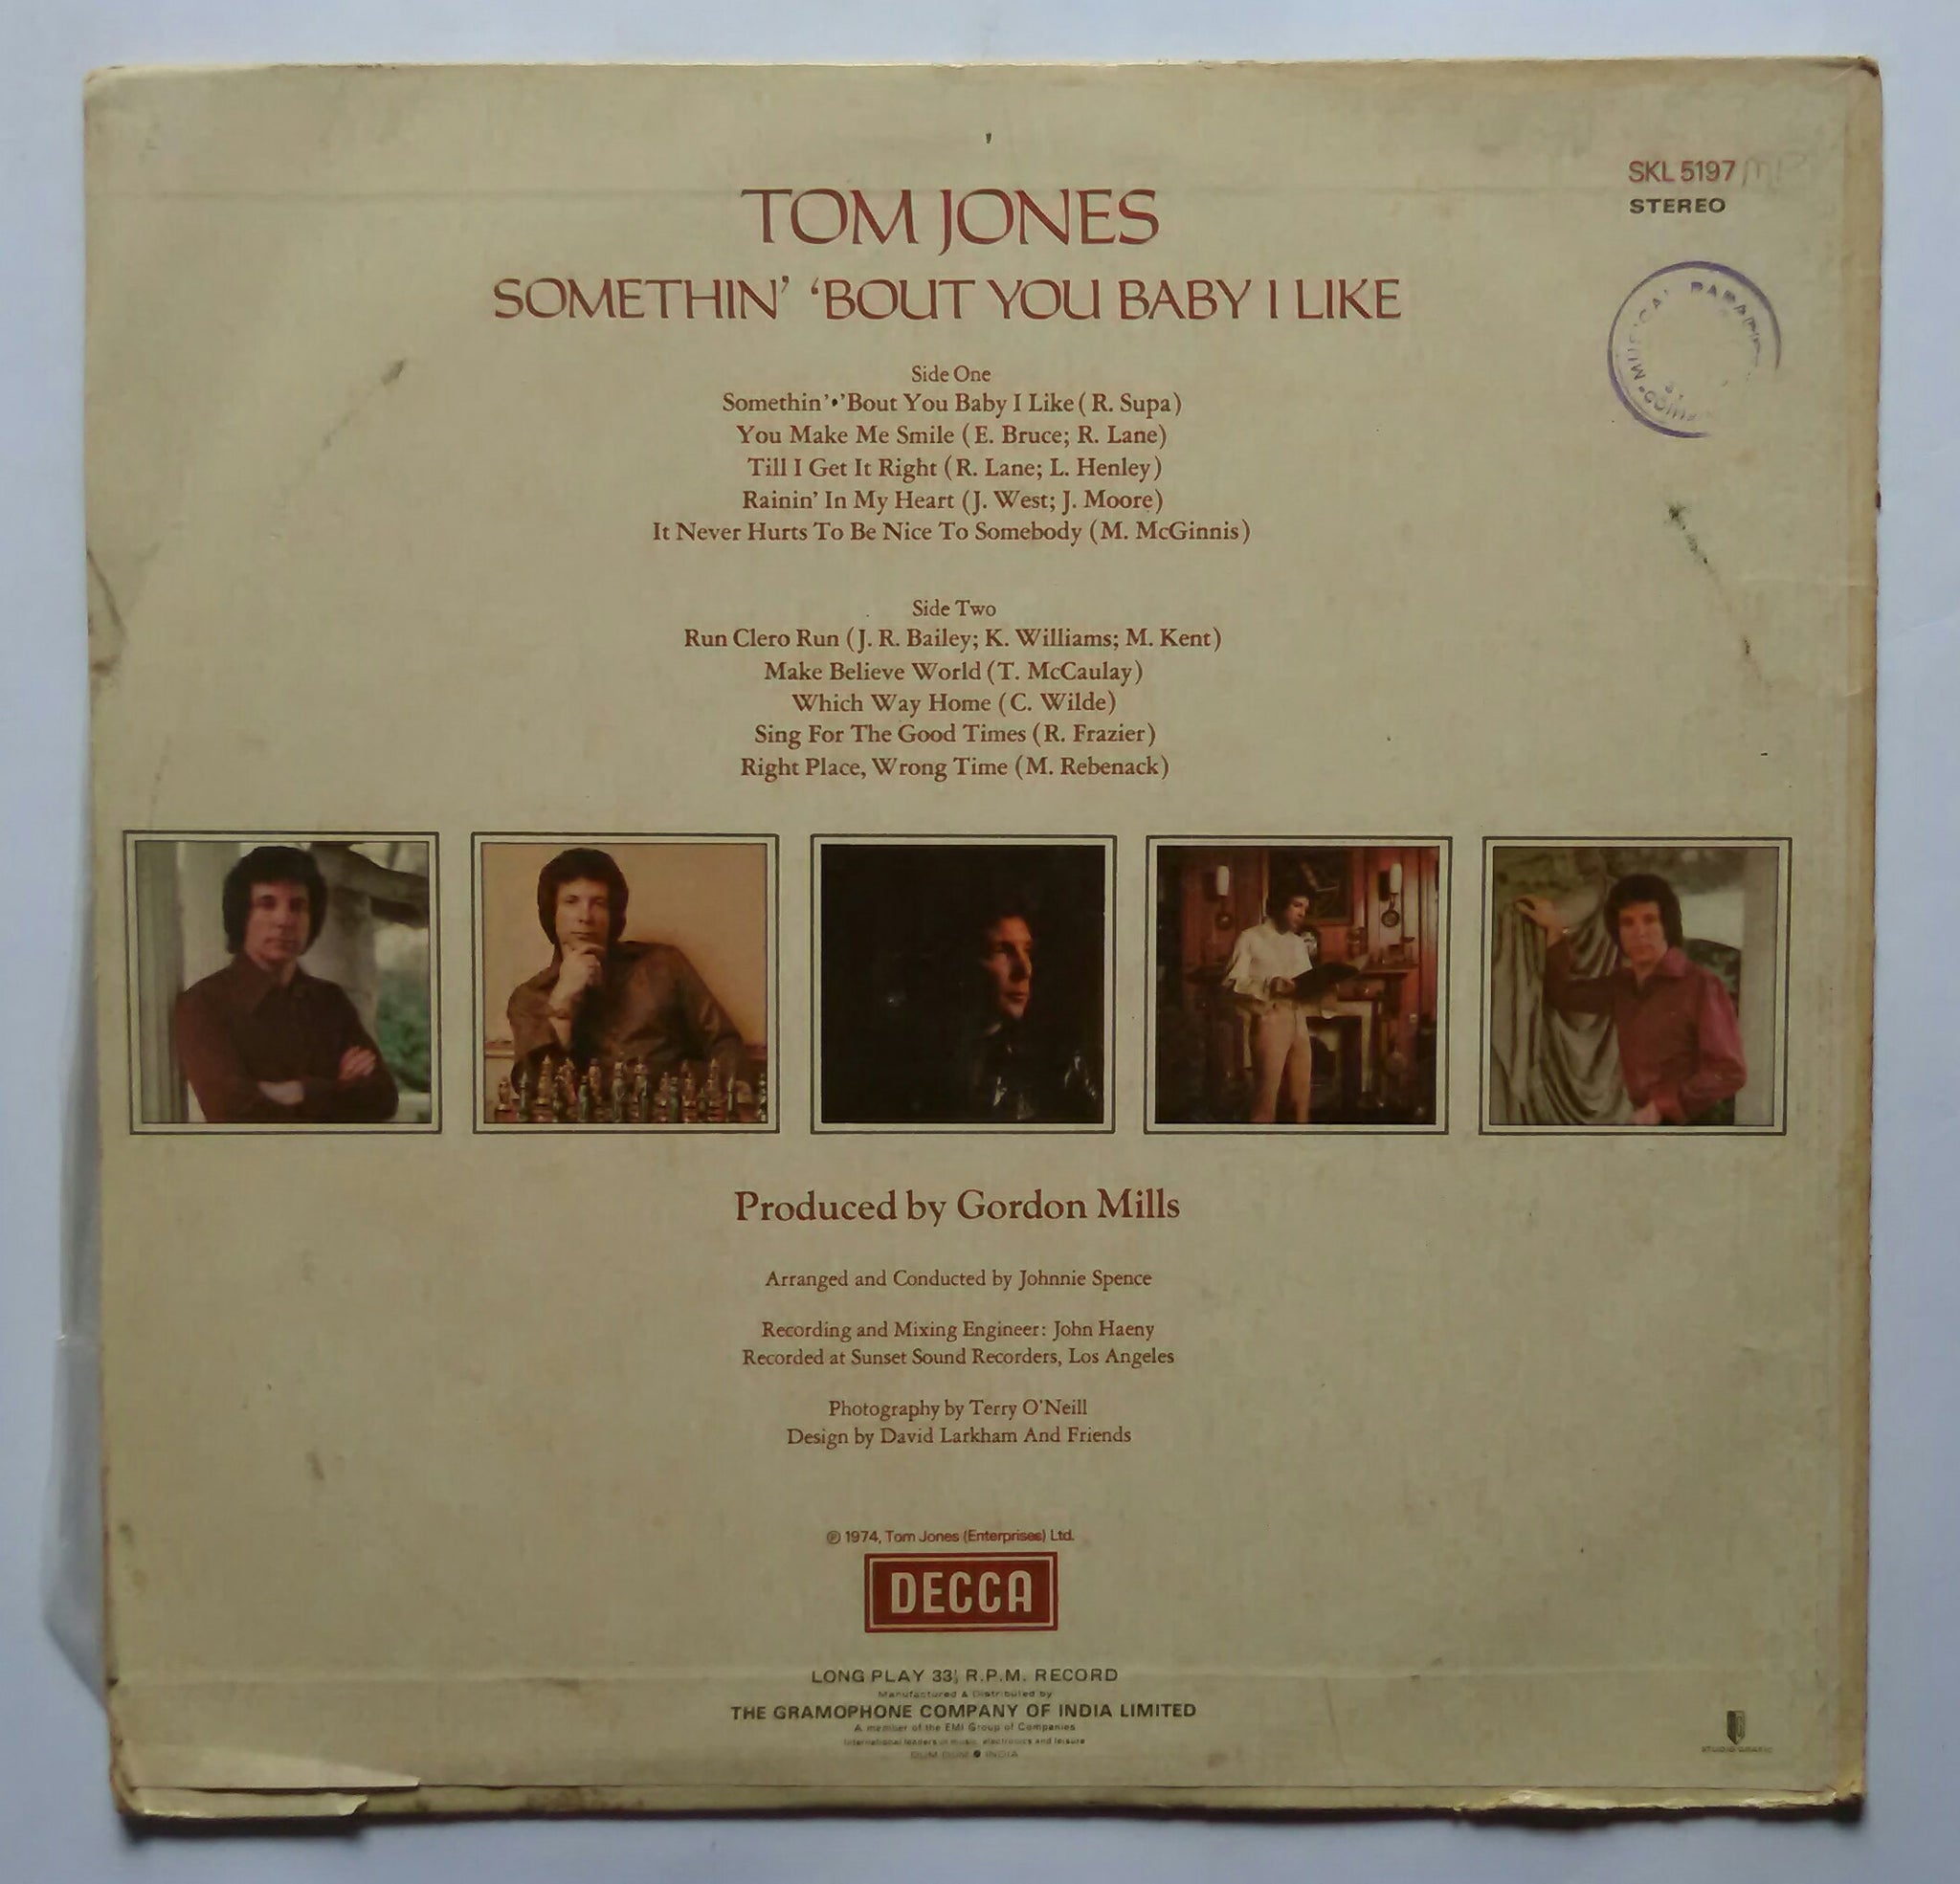 SKL 5197
STEREO
TOM JONES
SOMETHIN' 'BOUT YOU BABY I LIKE
MUSICAL
Side One
Somethin'•'Bout You Baby I Like (R. Supa)
You Make Me Smile (E. Bruce; R. Lane)
Till I Get It Right (R. Lane; L. Henley)
Rainin' In My Heart (J. West; J. Moore)
It Never Hurts To Be Nice To Somebody (M. McGinnis)
Side Two
Run Clero Run (J. R. Bailey; K. Williams; M. Kent)
Make Believe World (T. McCaulay)
Which Way Home (C. Wilde)
Sing For The Good Times (R. Frazier)
Right Place, Wrong Time (M. Rebenack)
Produced by Gordon Mills
Arranged and Conducted by Johnnie Spence
Recording and Mixing Engineer: John Haeny
Recorded at Sunset Sound Recorders, Los Angeles
Photography by Terry O'Neill
Design by David Larkham And Friends
℗ 1974, Tom Jones (Enterprises) Ltd.
DECCA
LONG PLAY 33⅓ R.P.M. RECORD
Manufactured & Distributed by
THE GRAMOPHONE COMPANY OF INDIA LIMITED
A member of the EMI Group of Companies
International leaders in music, electronics and leisure
DUM DUM ● INDIA